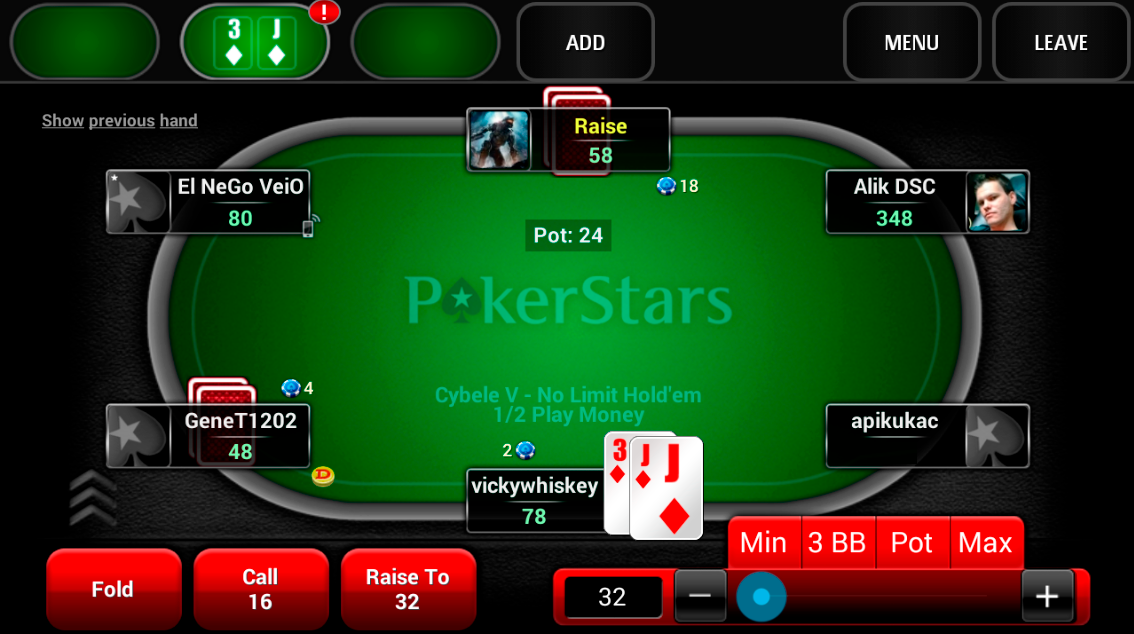 3 J !
ADD
MENU
LEAVE
Show previous hand
Raise
58
18
El NeGo VeiO
80
Alik DSC
348
Pot: 24
PokerStars
4
GeneT1202
48
Cybele V - No Limit Hold'em
1/2 Play Money
apikukac
2
3 J J
D
vickywhiskey
78
Min 3 BB Pot Max
Fold
Call
16
Raise To
32
32 — +